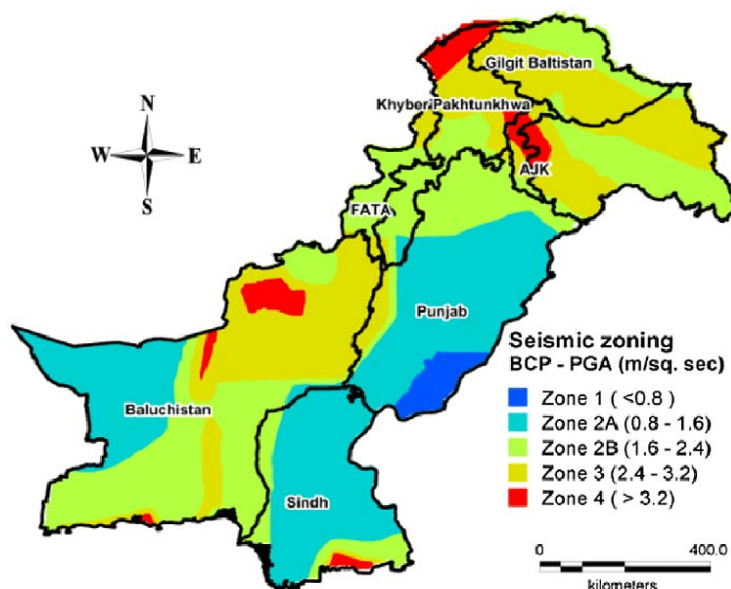 N
W E
S
Gilgit Baltistan
Khyber Pakhtunkhwa
AJK
FATA
Punjab
Baluchistan
Sindh
Seismic zoning
BCP - PGA (m/sq. sec)
Zone 1 ( <0.8 )
Zone 2A (0.8 - 1.6)
Zone 2B (1.6 - 2.4)
Zone 3 (2.4 - 3.2)
Zone 4 ( > 3.2)
0 400.0
kilometers